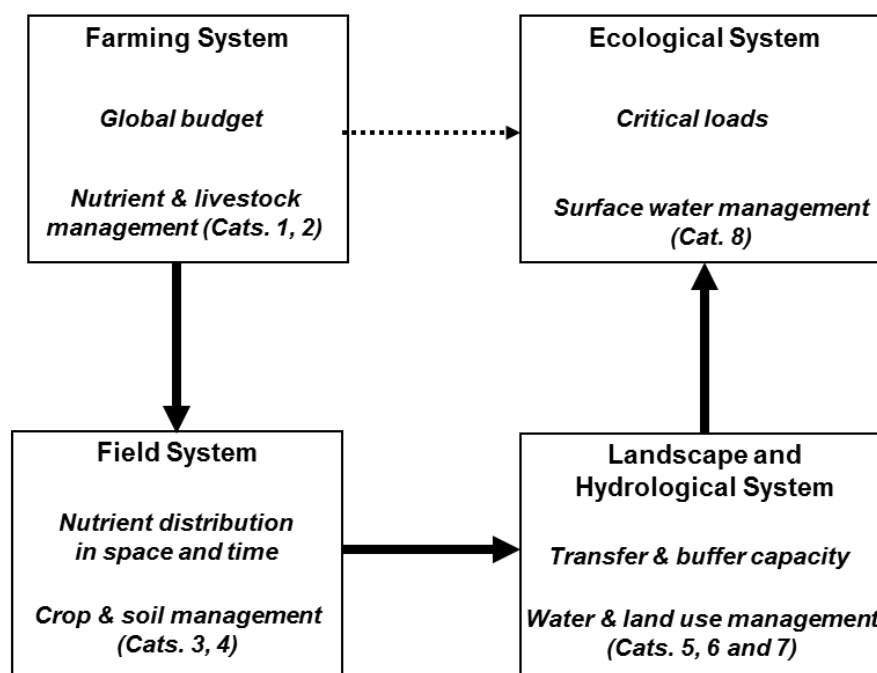 Farming System
Global budget
Nutrient & livestock
management (Cats. 1, 2)
Ecological System
Critical loads
Surface water management
(Cat. 8)
Field System
Nutrient distribution
in space and time
Crop & soil management
(Cats. 3, 4)
Landscape and
Hydrological System
Transfer & buffer capacity
Water & land use management
(Cats. 5, 6 and 7)